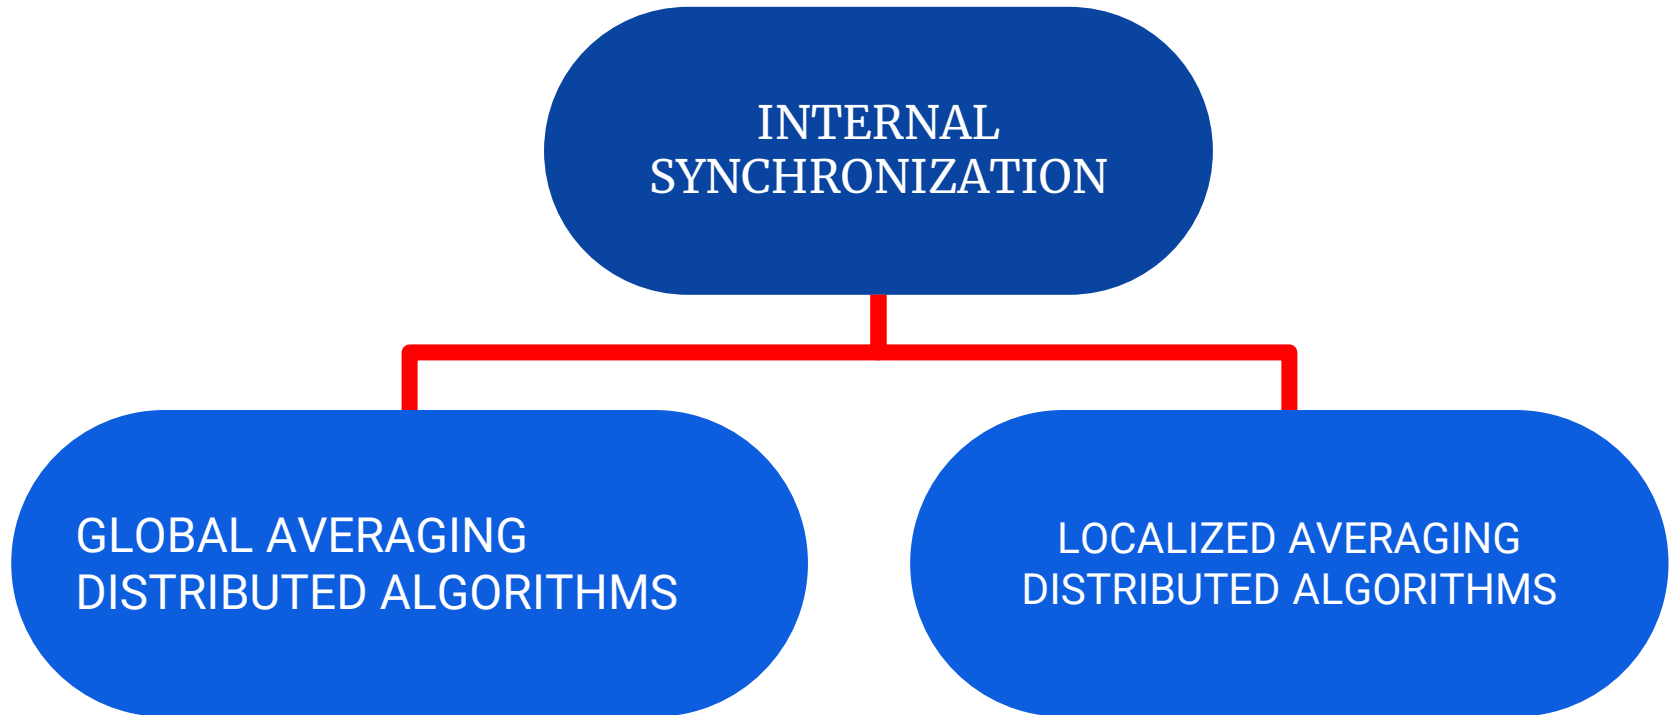 INTERNAL
SYNCHRONIZATION
GLOBAL AVERAGING
DISTRIBUTED ALGORITHMS
LOCALIZED AVERAGING
DISTRIBUTED ALGORITHMS